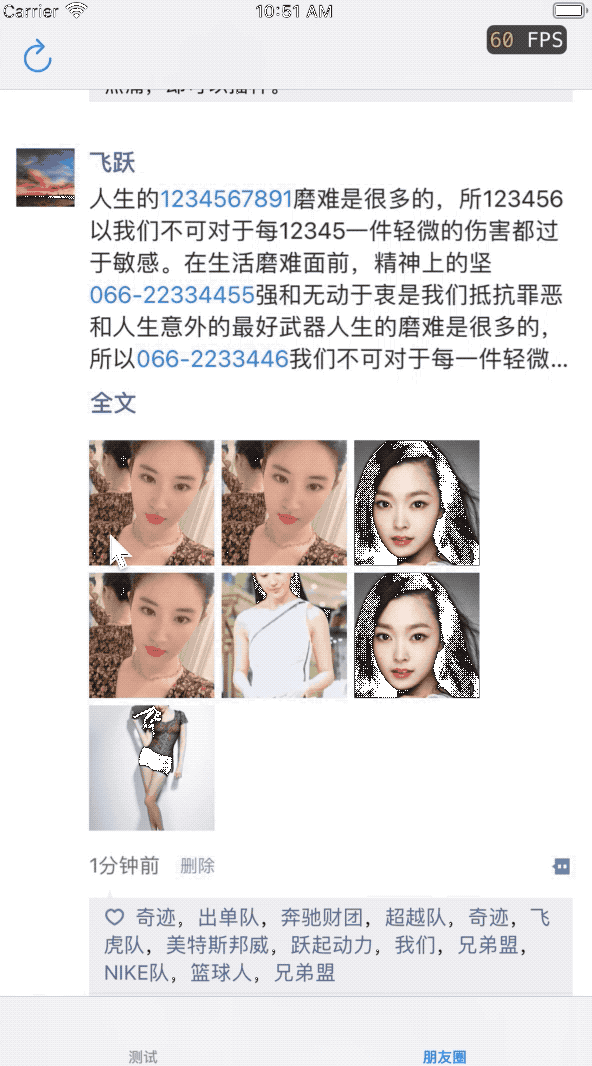 Carrier 10:51 AM
60 FPS
飞跃
人生的1234567891磨难是很多的，所123456
以我们不可对于每12345一件轻微的伤害都过
于敏感。在生活磨难面前，精神上的坚
066-22334455强和无动于衷是我们抵抗罪恶
和人生意外的最好武器人生的磨难是很多的，
所以066-2233446我们不可对于每一件轻微...
全文
1分钟前 删除
奇迹，出单队，奔驰财团，超越队，奇迹，飞
虎队，美特斯邦威，跃起动力，我们，兄弟盟，
NIKE队，篮球人，兄弟盟
测试 朋友圈